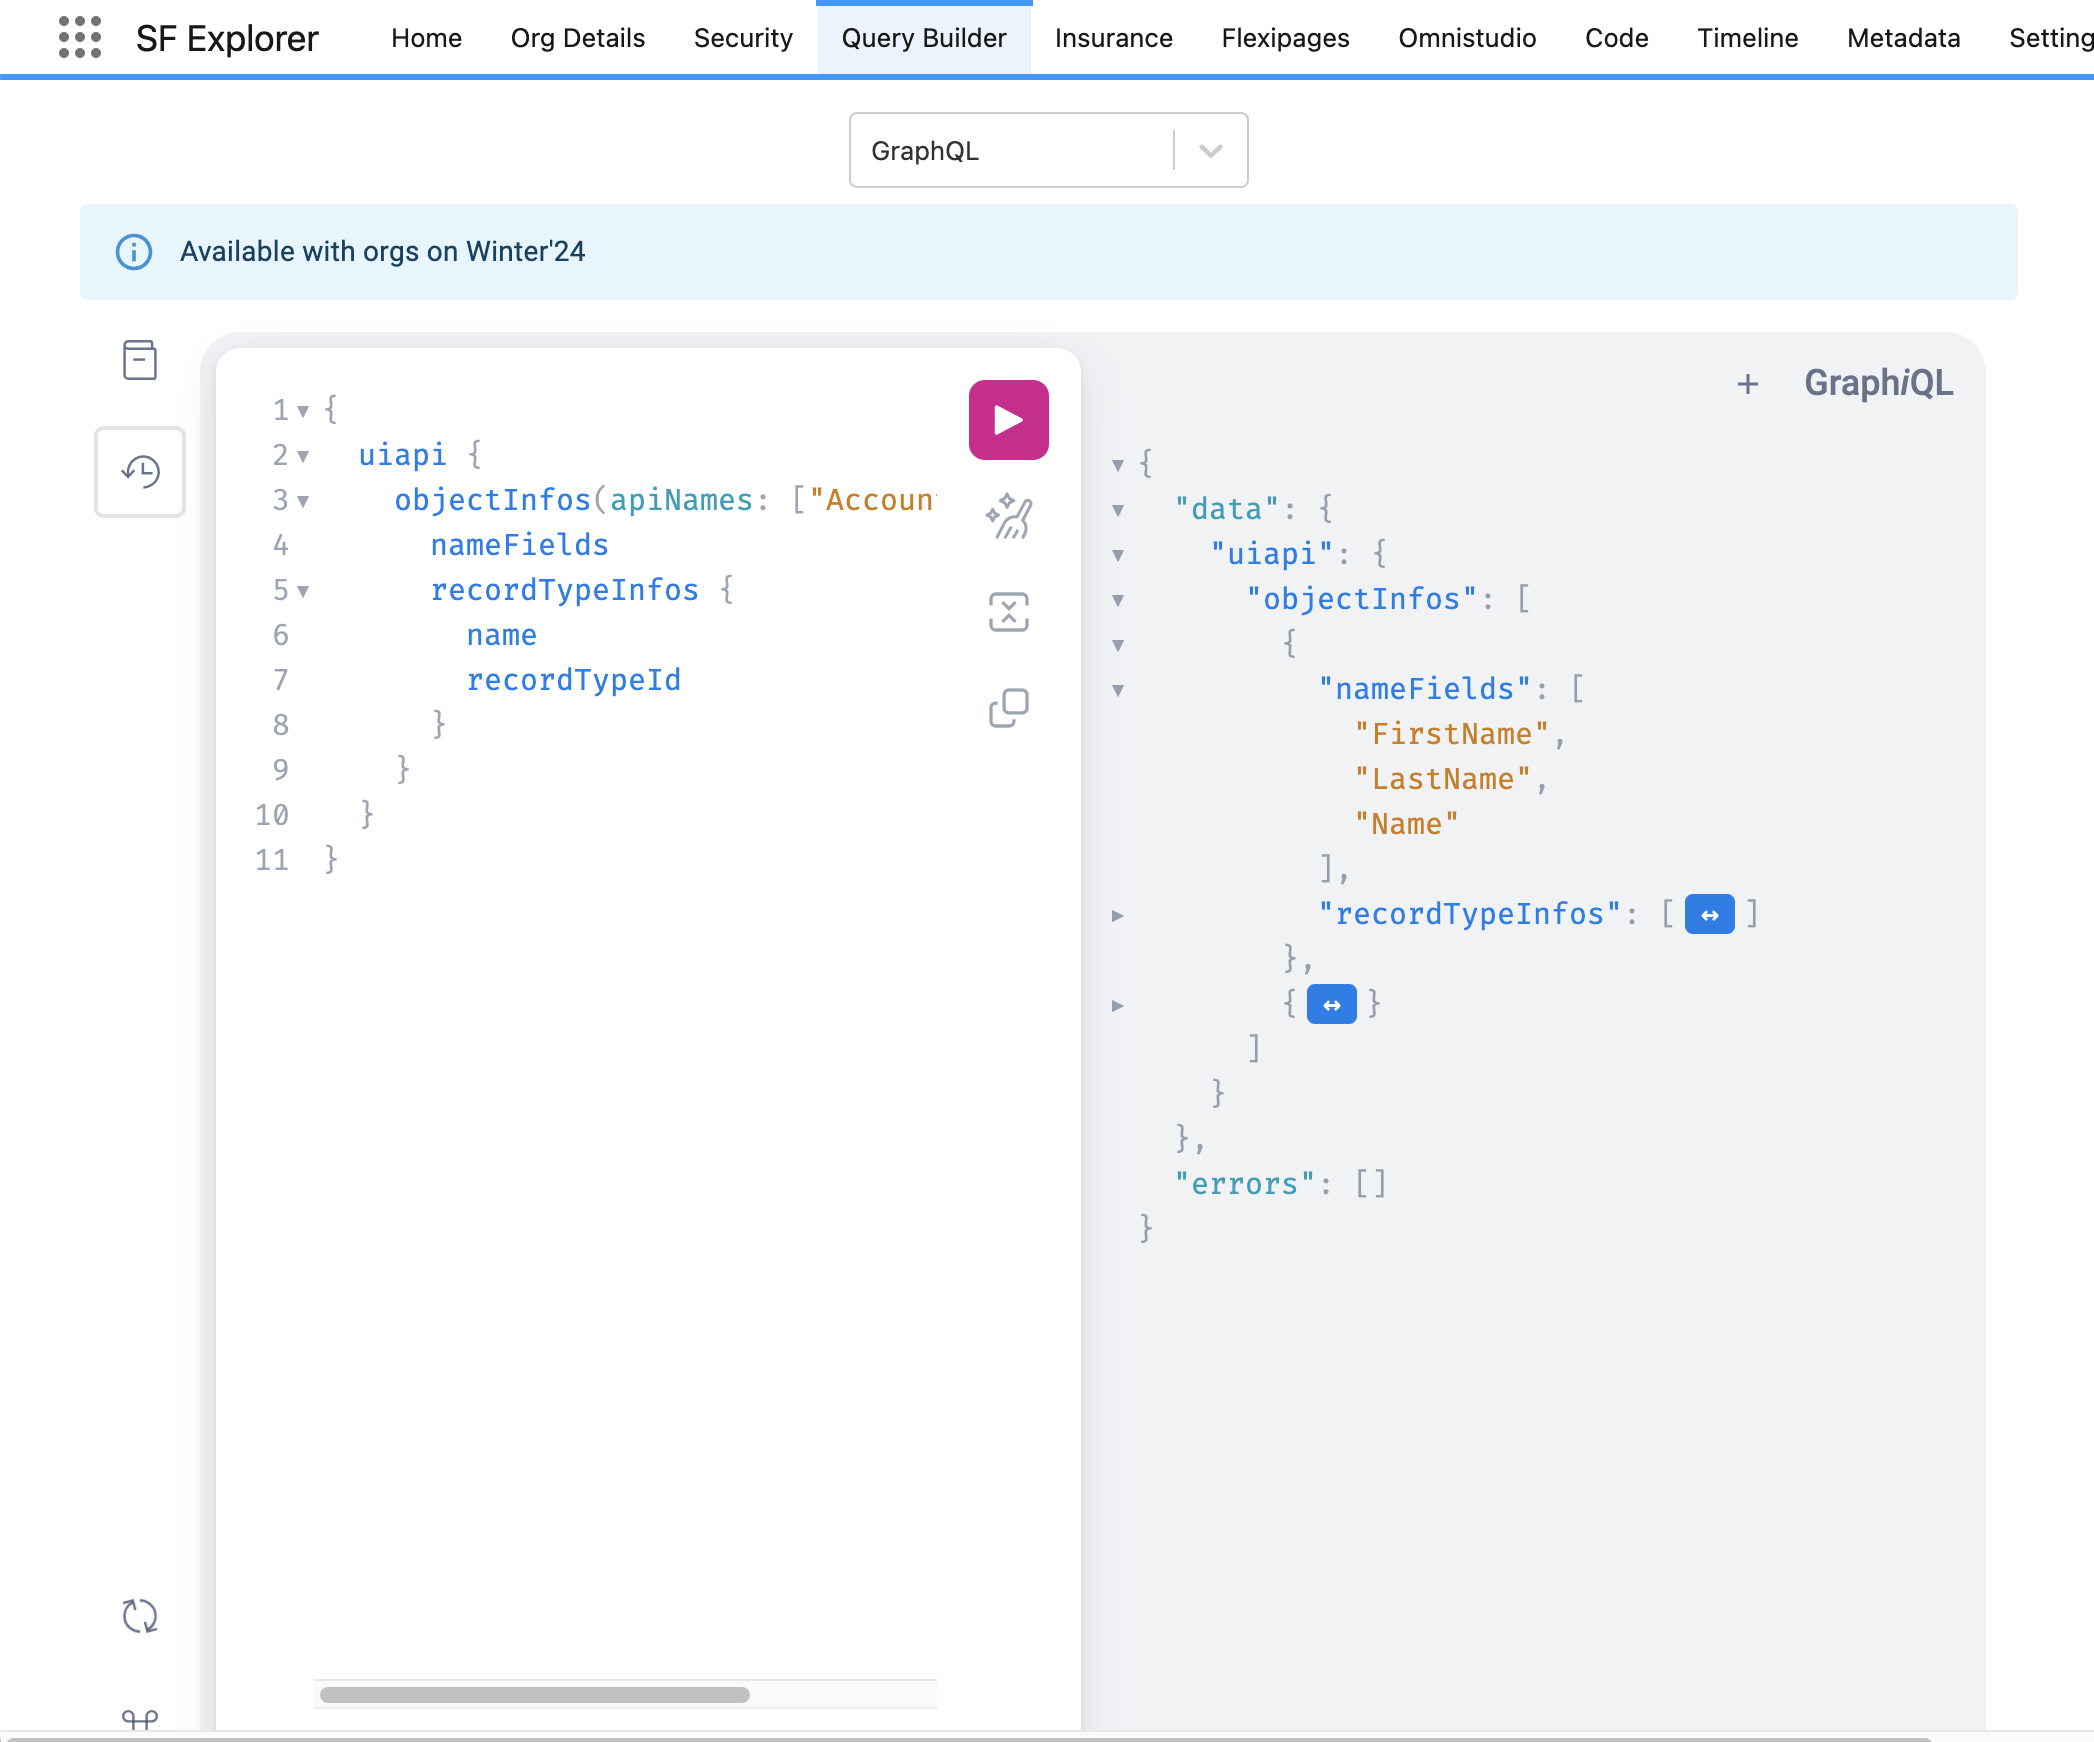 SF Explorer Home Org Details Security Query Builder Insurance Flexipages Omnistudio Code Timeline Metadata Setting
GraphQL
Available with orgs on Winter'24
1 {
2 uiapi {
3 objectInfos(apiNames: ["Accoun
4 nameFields
5 recordTypeInfos {
6 name
7 recordTypeId
8 }
9 }
10 }
11 }
+ GraphiQL
{
"data": {
"uiapi": {
"objectInfos": [
{
"nameFields": [
"FirstName",
"LastName",
"Name"
],
"recordTypeInfos": [↔]
},
{↔}
]
}
},
"errors": []
}